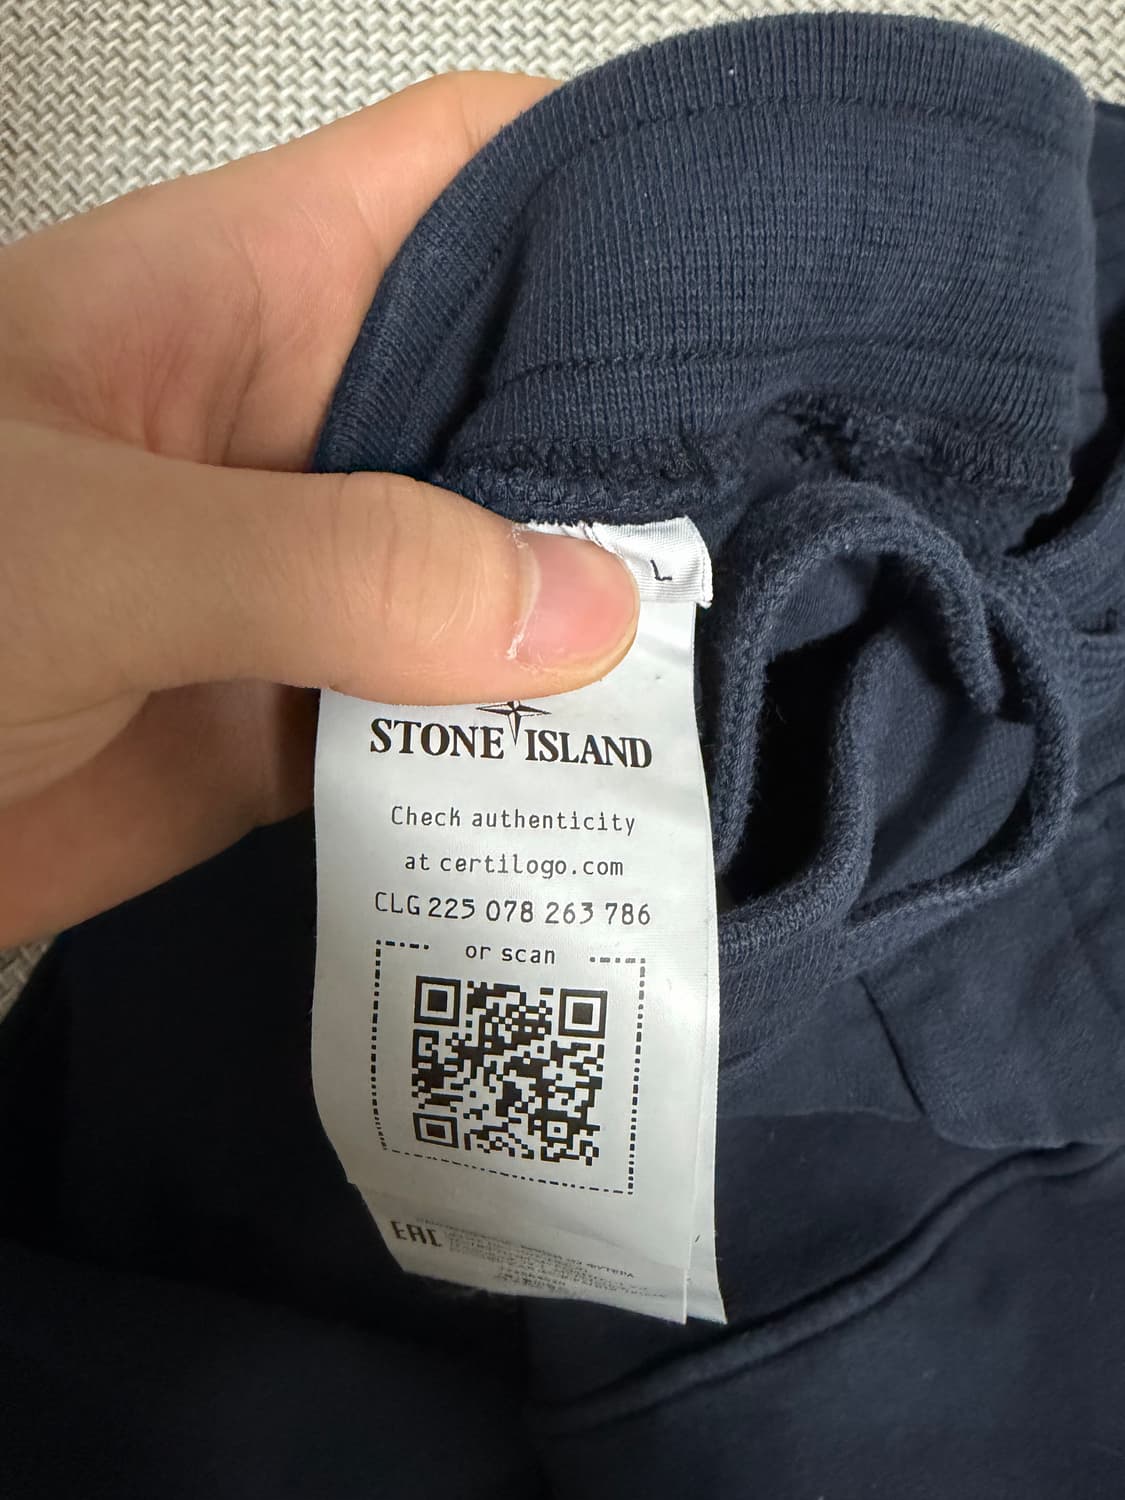 L
STONE ISLAND
Check authenticity
at certilogo.com
CLG 225 078 263 786
or scan
EAC